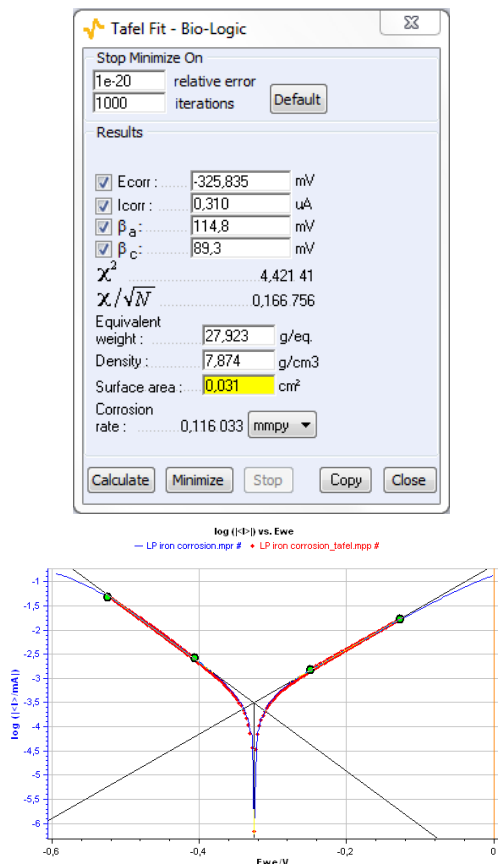 Tafel Fit - Bio-Logic
Stop Minimize On
1e-20 relative error
1000 iterations Default
Results
Ecorr : -325,835 mV
Icorr : 0,310 uA
βa: 114,8 mV
βc: 89,3 mV
χ² 4,421 41
χ/√N 0,166 756
Equivalent
weight : 27,923 g/eq.
Density : 7,874 g/cm3
Surface area : 0,031 cm²
Corrosion
rate : 0,116 033 mmpy
Calculate Minimize Stop Copy Close
log (|<I>|) vs. Ewe
LP iron corrosion.mpr # LP iron corrosion_tafel.mpp #
-1
-1,5
-2
-2,5
-3
-3,5
-4
-4,5
-5
-5,5
-6
log (|<I>/mA|)
-0,6 -0,4 -0,2 0
Ewe/V